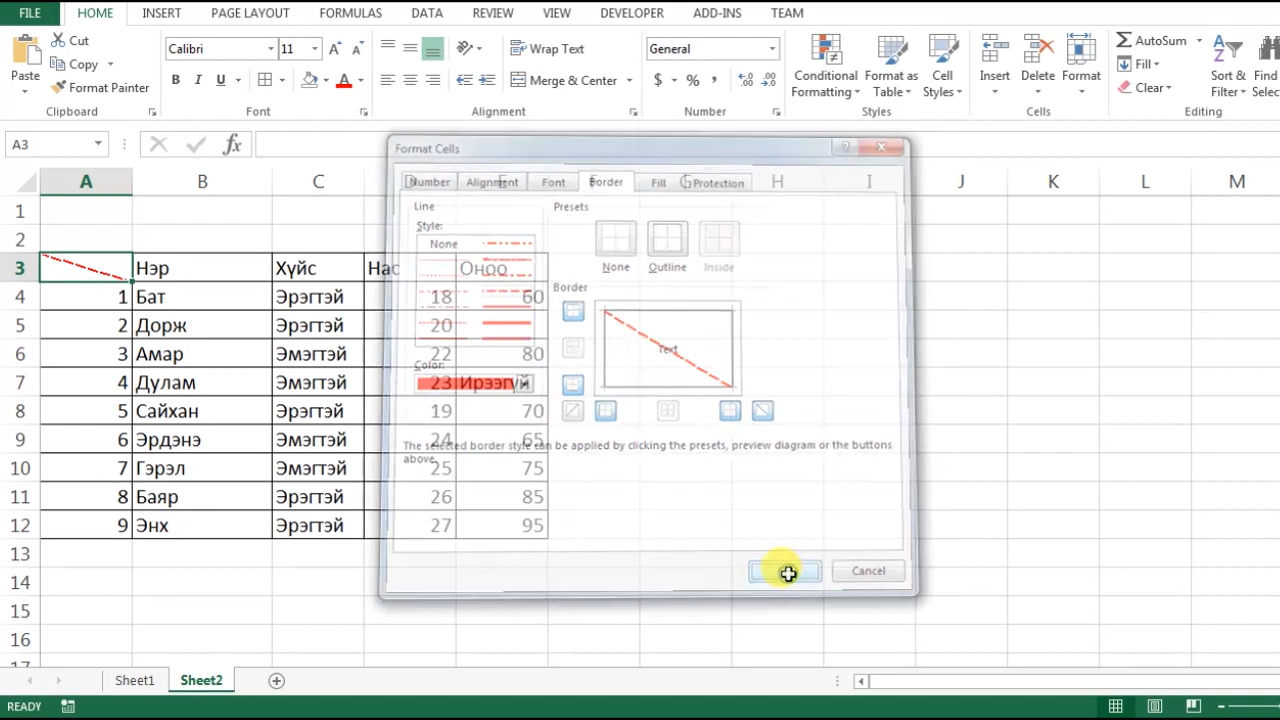 FILE HOME INSERT PAGE LAYOUT FORMULAS DATA REVIEW VIEW DEVELOPER ADD-INS TEAM
Paste
Cut
Copy
Format Painter
Clipboard
Calibri 11
B I U A
Font
Wrap Text
Merge & Center
Alignment
General
$ % ,
Number
Conditional Formatting
Format as Table
Cell Styles
Styles
Insert Delete Format
Cells
AutoSum
Fill
Clear
Sort & Filter
Find
Editing
A3 fx
A B C D E F G H I J K L M
1
2
3 Нэр Хүйс Нас Оноо
4 1 Бат Эрэгтэй 18 60
5 2 Дорж Эрэгтэй 20
6 3 Амар Эмэгтэй 22 80
7 4 Дулам Эмэгтэй 23 Ирээгүй
8 5 Сайхан Эрэгтэй 19 70
9 6 Эрдэнэ Эмэгтэй 24 65
10 7 Гэрэл Эмэгтэй 25 75
11 8 Баяр Эрэгтэй 26 85
12 9 Энх Эрэгтэй 27 95
13
14
15
16
17
Format Cells
Number Alignment Font Border Fill Protection
Line
Style:
None
Color:
Presets
None Outline Inside
Border
Text
The selected border style can be applied by clicking the presets, preview diagram or the buttons
above.
Cancel
Sheet1 Sheet2
READY